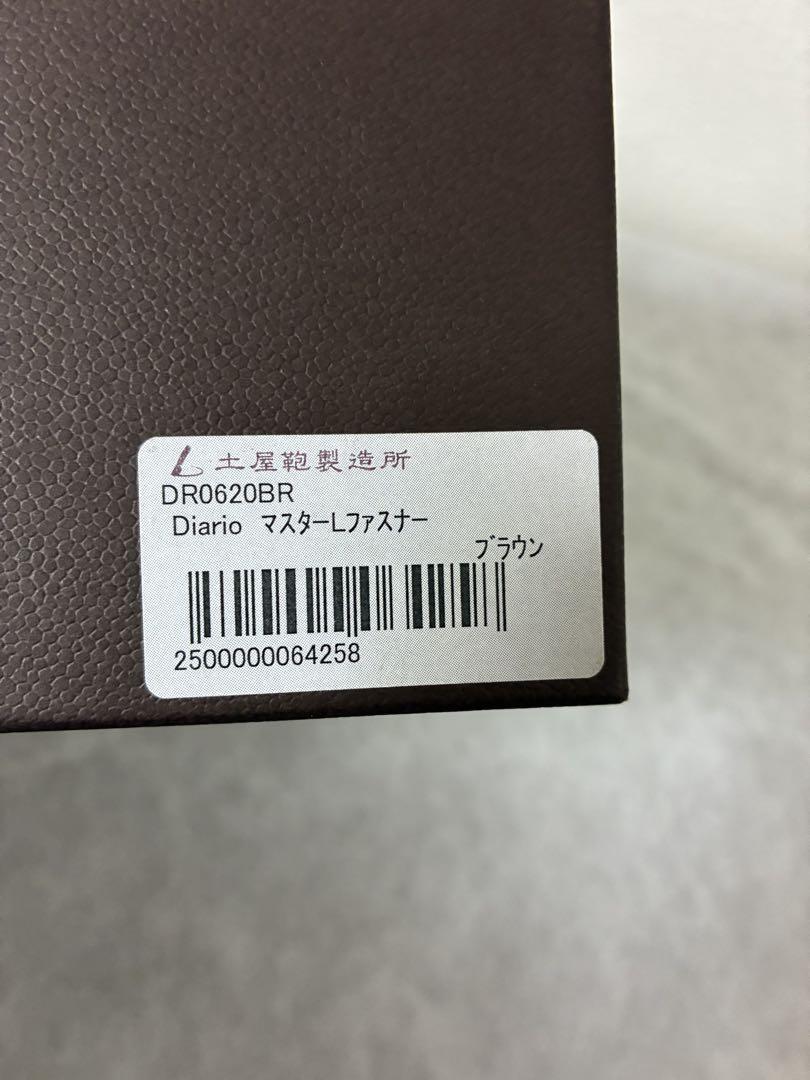 土屋鞄製造所
DR0620BR
Diario マスターLファスナー
ブラウン
2500000064258